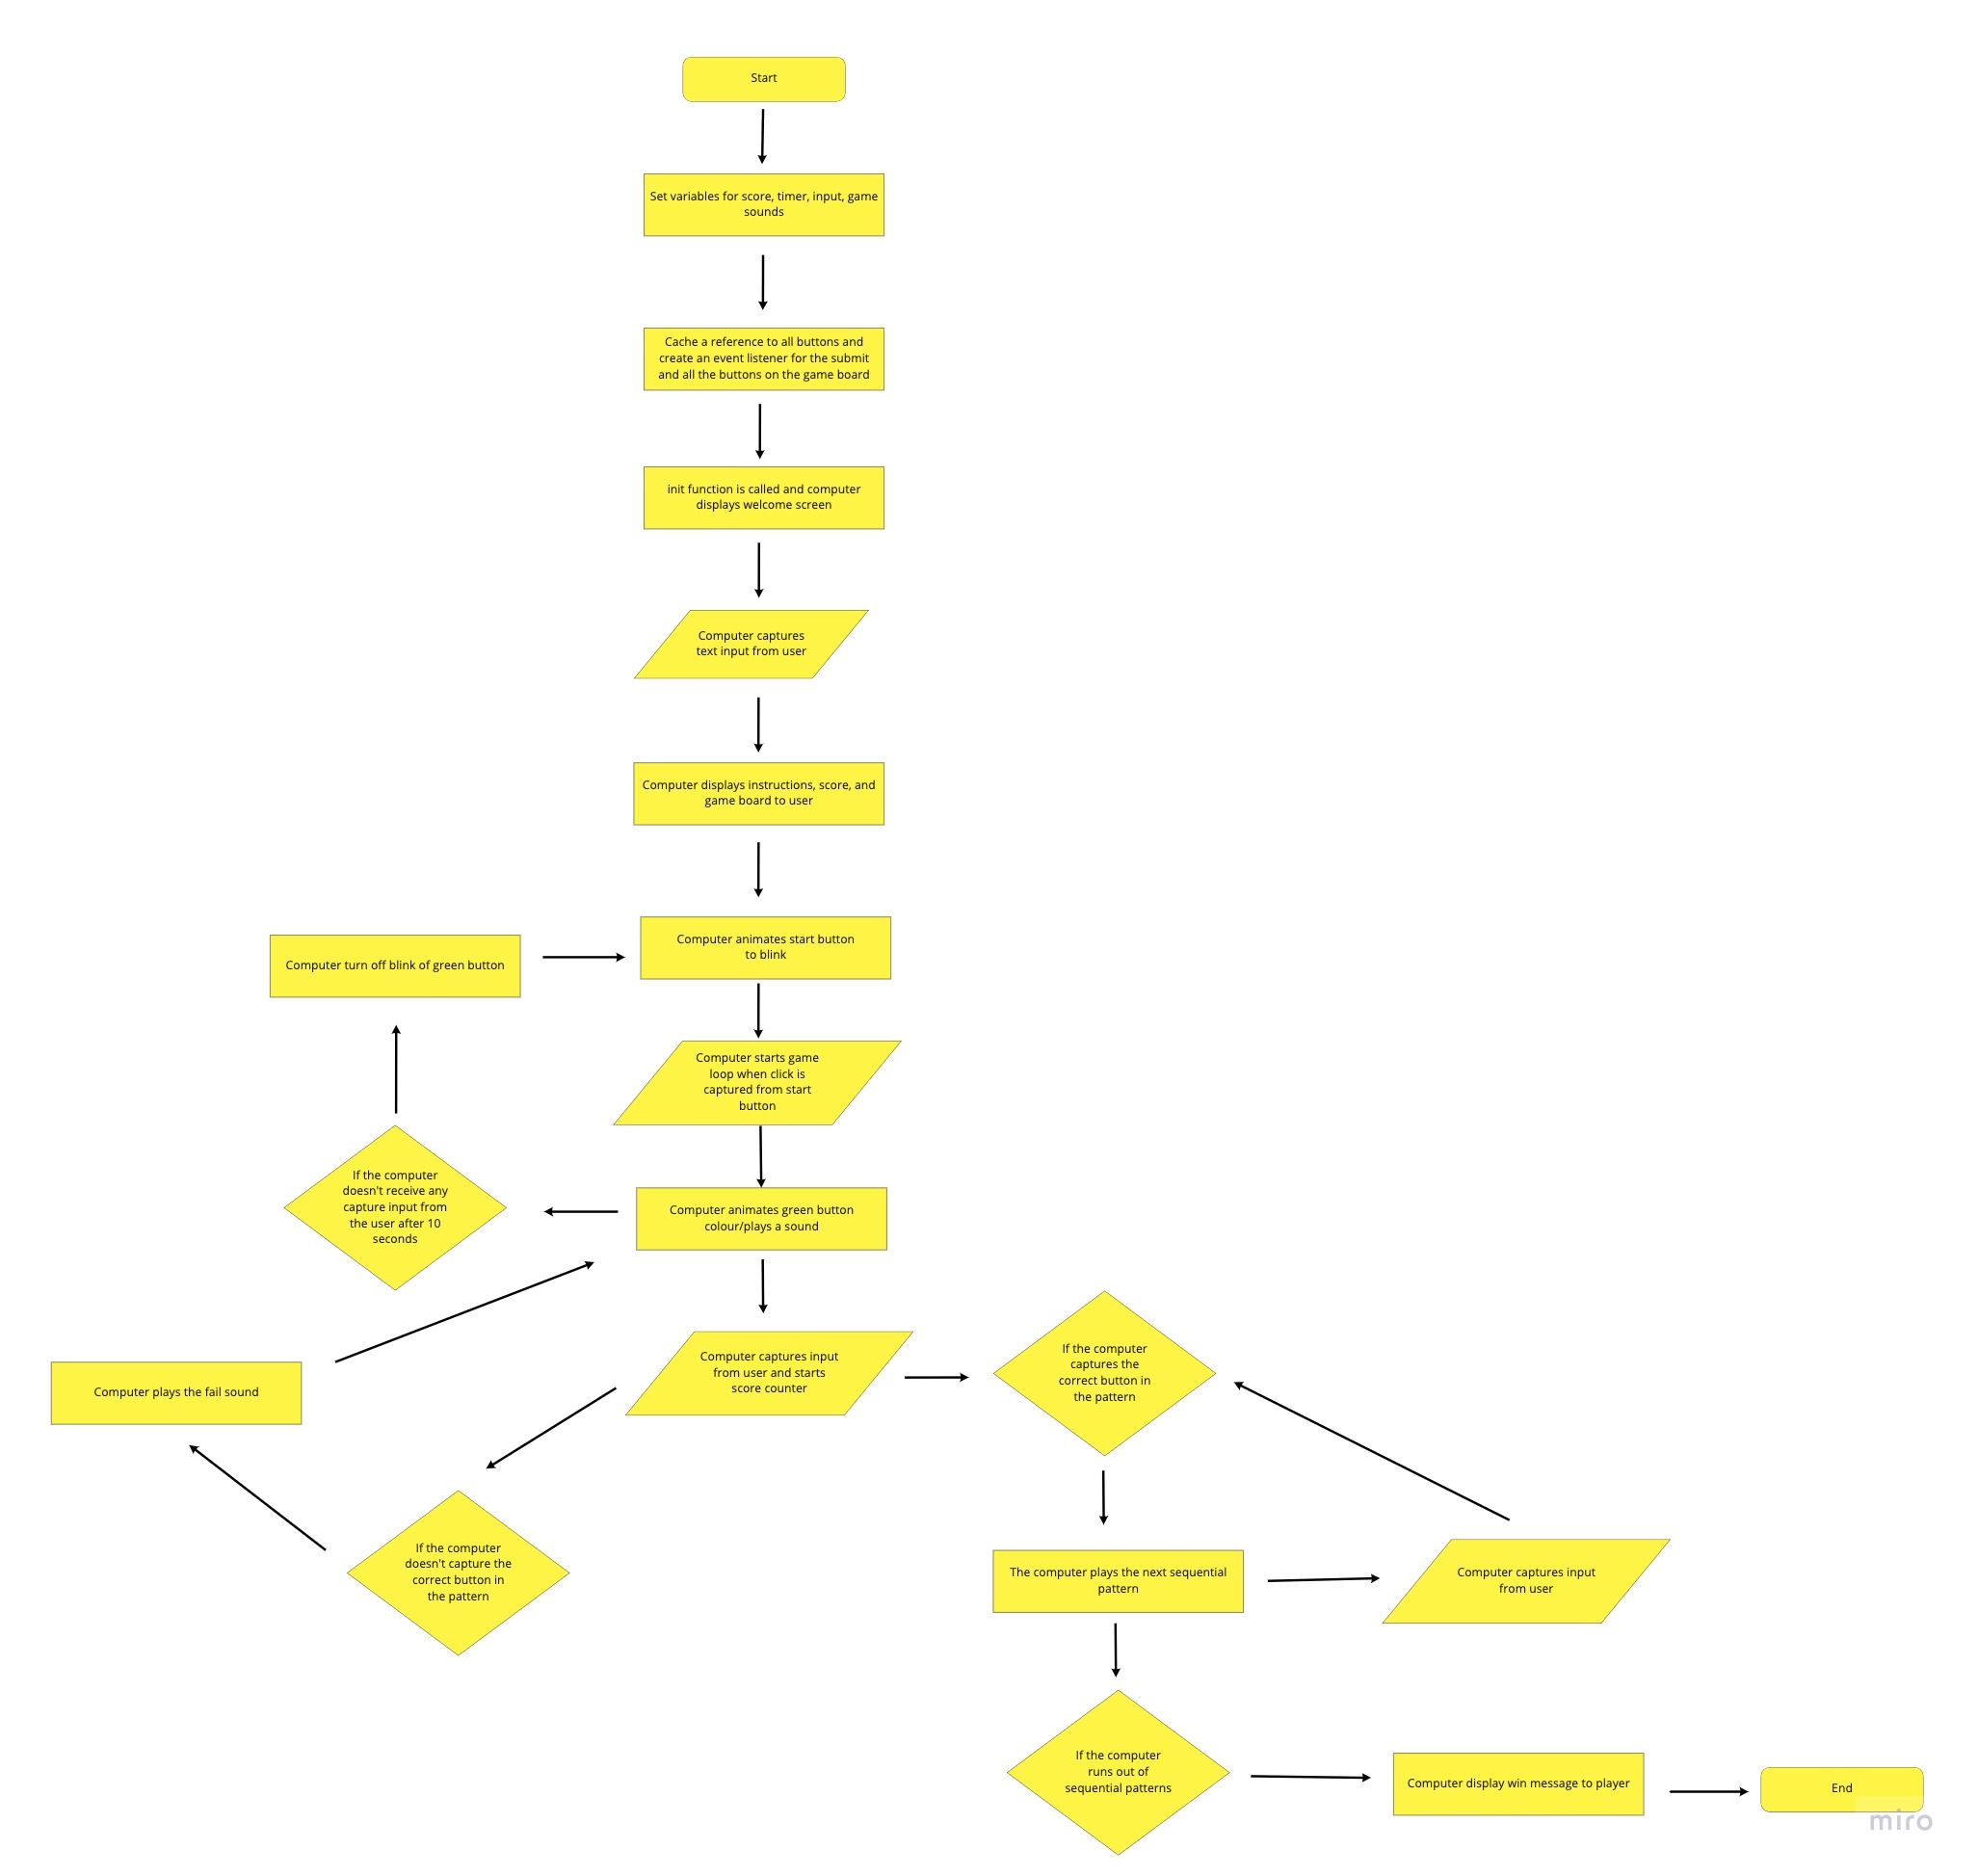 Start
Set variables for score, timer, input, game
sounds
Cache a reference to all buttons and
create an event listener for the submit
and all the buttons on the game board
init function is called and computer
displays welcome screen
Computer captures
text input from user
Computer displays instructions, score, and
game board to user
Computer animates start button
to blink
Computer turn off blink of green button
Computer starts game
loop when click is
captured from start
button
If the computer
doesn't receive any
capture input from
the user after 10
seconds
Computer animates green button
colour/plays a sound
Computer captures input
from user and starts
score counter
If the computer
captures the
correct button in
the pattern
Computer plays the fail sound
If the computer
doesn't capture the
correct button in
the pattern
The computer plays the next sequential
pattern
Computer captures input
from user
If the computer
runs out of
sequential patterns
Computer display win message to player
End
miro